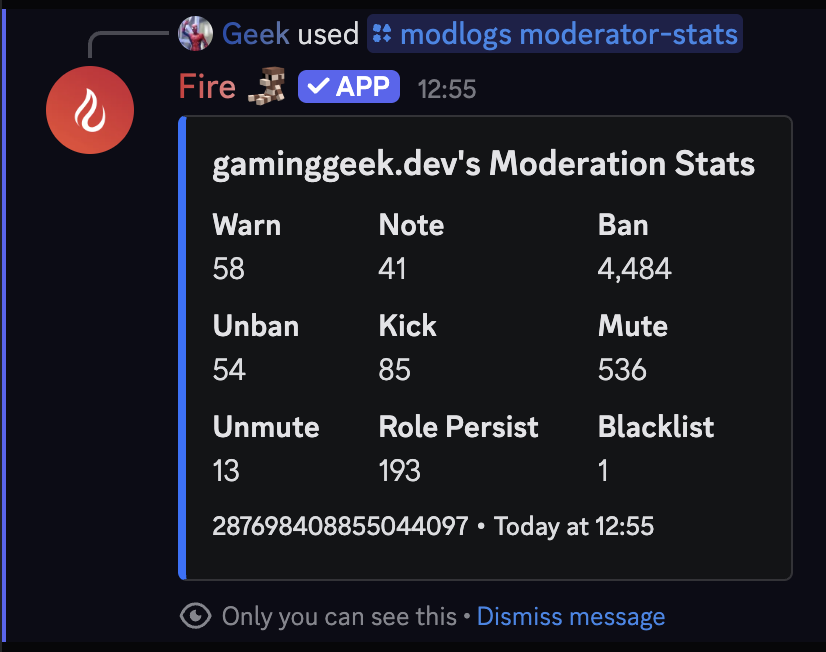 Geek used modlogs moderator-stats
Fire APP 12:55
gaminggeek.dev's Moderation Stats
Warn Note Ban
58 41 4,484
Unban Kick Mute
54 85 536
Unmute Role Persist Blacklist
13 193 1
287698408855044097 • Today at 12:55
Only you can see this • Dismiss message